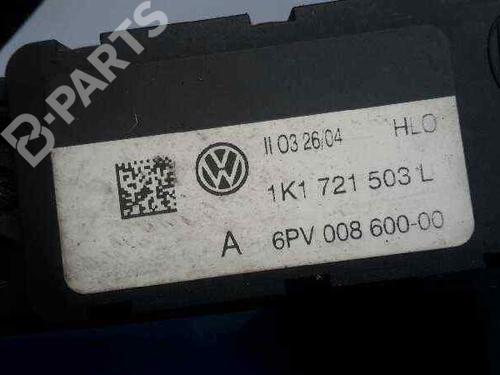 B-PARTS
II 03 26/04 HLO
1K1 721 503 L
A 6PV 008 600-00